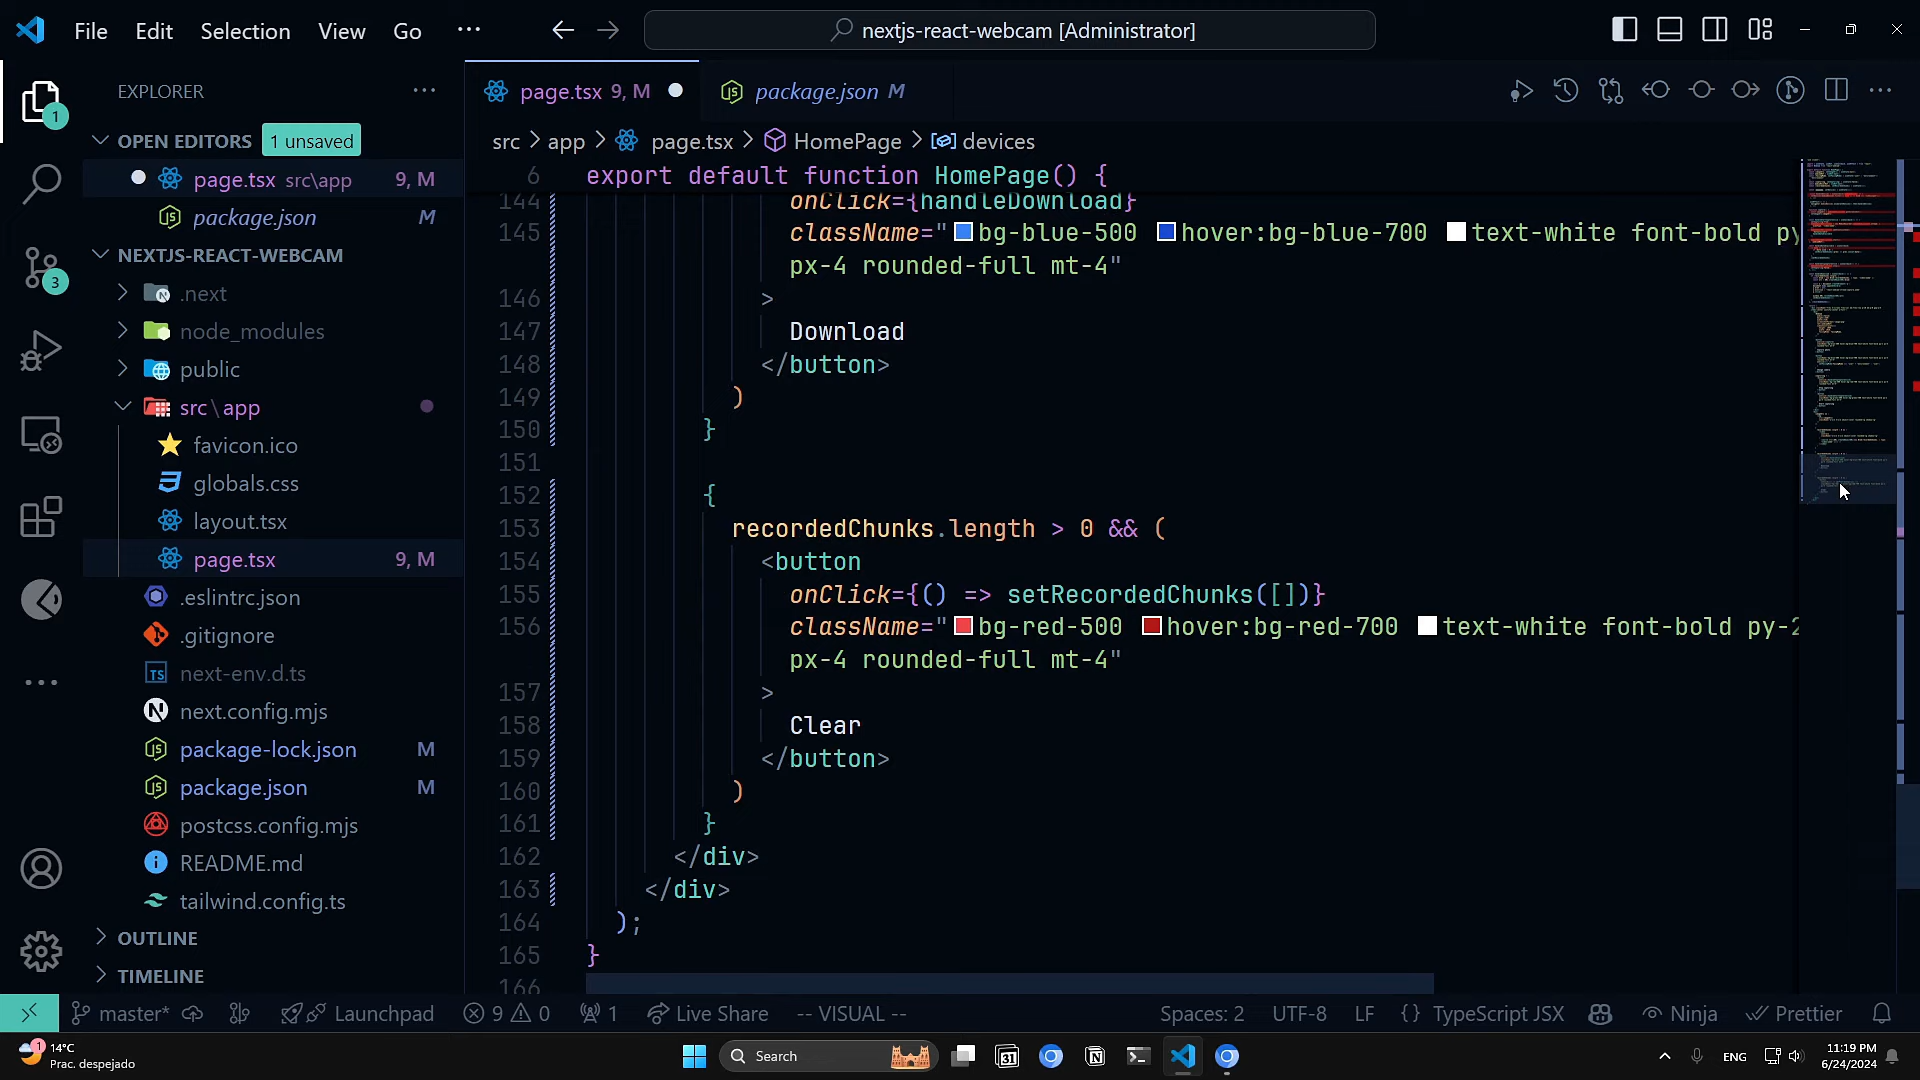 File Edit Selection View Go ··· nextjs-react-webcam [Administrator]
EXPLORER ···
page.tsx 9, M package.json M
OPEN EDITORS 1 unsaved
page.tsx src\app 9, M
package.json M
NEXTJS-REACT-WEBCAM
.next
node_modules
public
src\app
favicon.ico
globals.css
layout.tsx
page.tsx 9, M
.eslintrc.json
.gitignore
next-env.d.ts
next.config.mjs
package-lock.json M
package.json M
postcss.config.mjs
README.md
tailwind.config.ts
OUTLINE
TIMELINE
1
3
src > app > page.tsx > HomePage > devices
6 export default function HomePage() {
144 onClick={handleDownload}
145 className="bg-blue-500 hover:bg-blue-700 text-white font-bold py-
px-4 rounded-full mt-4"
146 >
147 Download
148 </button>
149 )
150 }
151
152 {
153 recordedChunks.length > 0 && (
154 <button
155 onClick={() => setRecordedChunks([])}
156 className="bg-red-500 hover:bg-red-700 text-white font-bold py-2
px-4 rounded-full mt-4"
157 >
158 Clear
159 </button>
160 )
161 }
162 </div>
163 </div>
164 );
165 }
166
master* Launchpad 9 0 1 Live Share -- VISUAL -- Spaces: 2 UTF-8 LF {} TypeScript JSX Ninja Prettier
1 14°C
Prac. despejado
Search
31
ENG
11:19 PM
6/24/2024